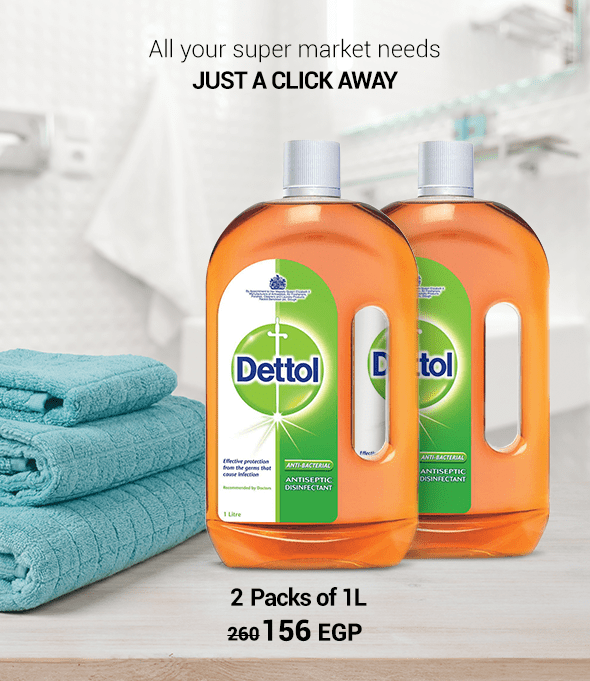 All your super market needs
JUST A CLICK AWAY
Dettol
Effective protection
from the germs that
cause Infection
Recommended by Doctors
1 Litre
ANTI-BACTERIAL
ANTISEPTIC
DISINFECTANT
D tol
Effecti
ANTI-BACTERIAL
ANTISEPTIC
DISINFECTANT
2 Packs of 1L
260 156 EGP